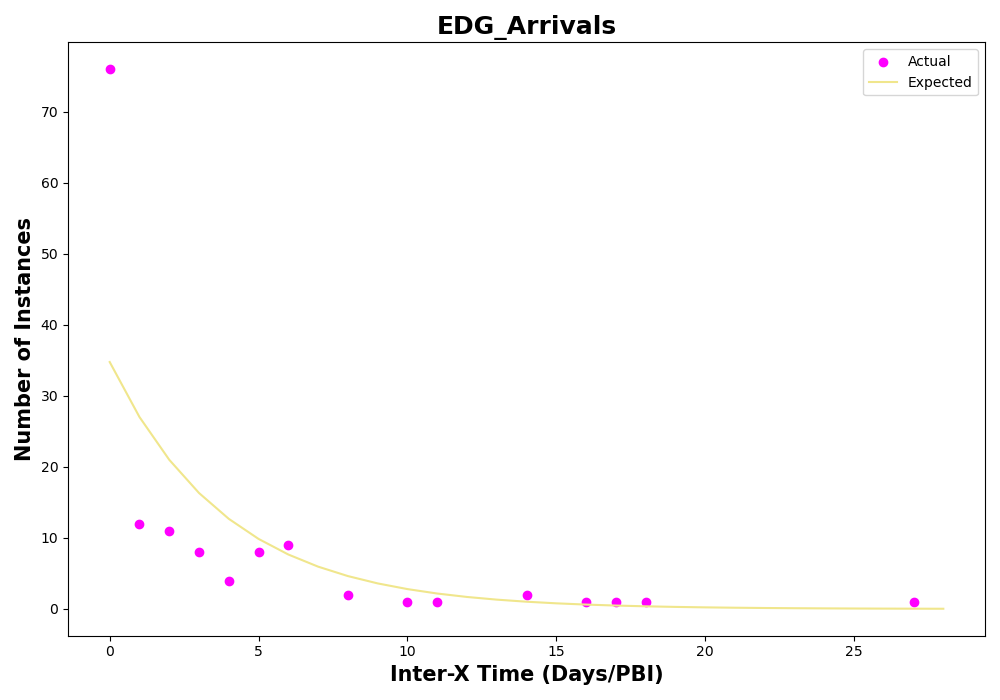 EDG_Arrivals
Actual
Expected
70
60
50
40
30
20
10
0
Number of Instances
0 5 10 15 20 25
Inter-X Time (Days/PBI)